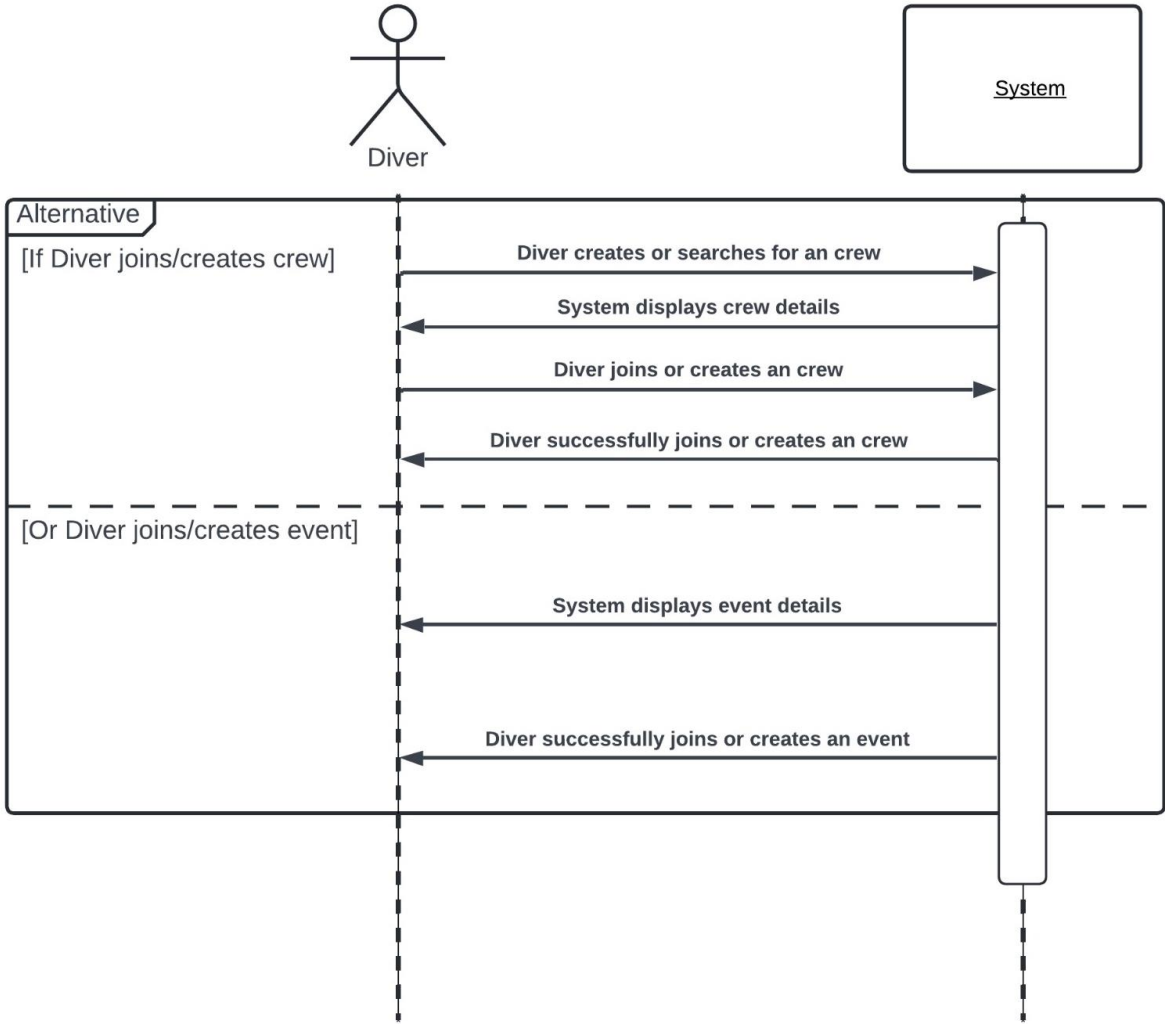 Diver
System
Alternative
[If Diver joins/creates crew]
Diver creates or searches for an crew
System displays crew details
Diver joins or creates an crew
Diver successfully joins or creates an crew
[Or Diver joins/creates event]
System displays event details
Diver successfully joins or creates an event